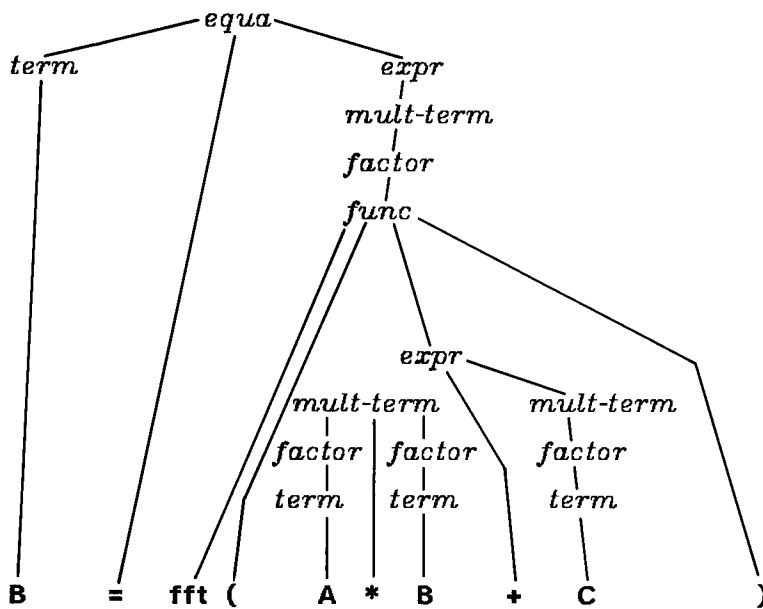 equa
term expr
mult-term
factor
func
expr
mult-term mult-term
factor factor factor
term term term
B = fft ( A * B + C )